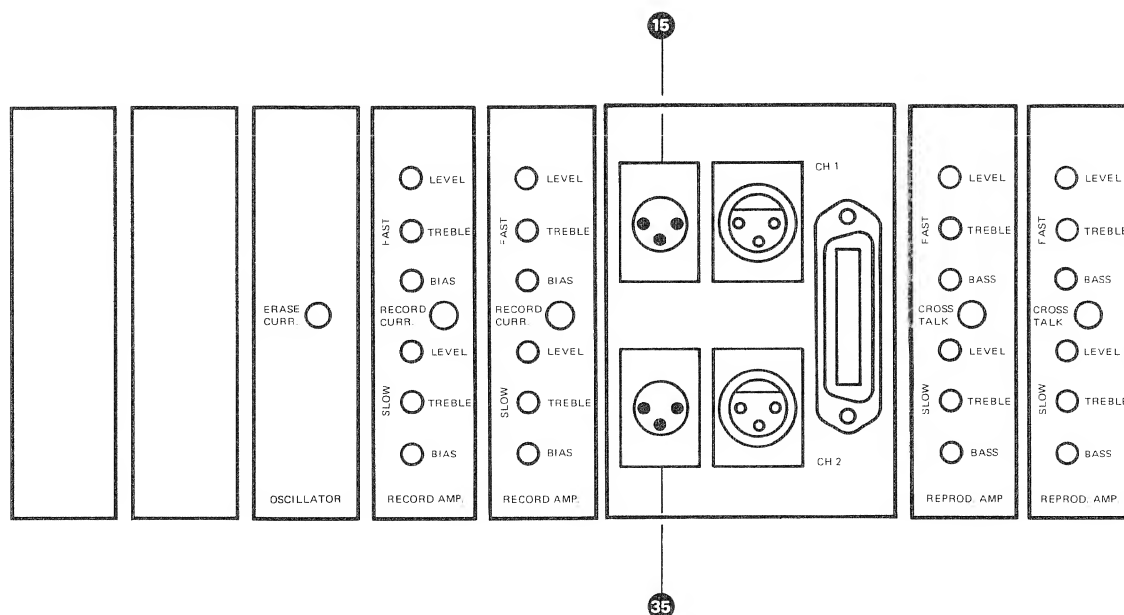 15
ERASE
CURR.
OSCILLATOR
LEVEL
FAST
TREBLE
BIAS
RECORD
CURR.
LEVEL
SLOW
TREBLE
BIAS
RECORD AMP.
LEVEL
FAST
TREBLE
BIAS
RECORD
CURR.
LEVEL
SLOW
TREBLE
BIAS
RECORD AMP.
CH 1
CH 2
LEVEL
FAST
TREBLE
BASS
CROSS
TALK
LEVEL
SLOW
TREBLE
BASS
REPROD. AMP
LEVEL
FAST
TREBLE
BASS
CROSS
TALK
LEVEL
SLOW
TREBLE
BASS
REPROD. AMP
35